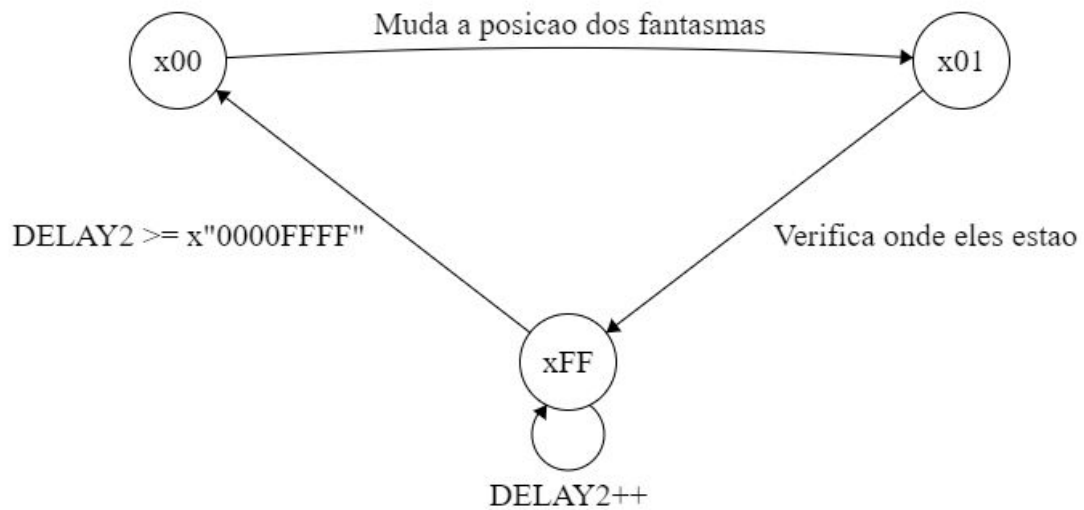 Muda a posicao dos fantasmas
x00
x01
DELAY2 >= x"0000FFFF"
Verifica onde eles estao
xFF
DELAY2++